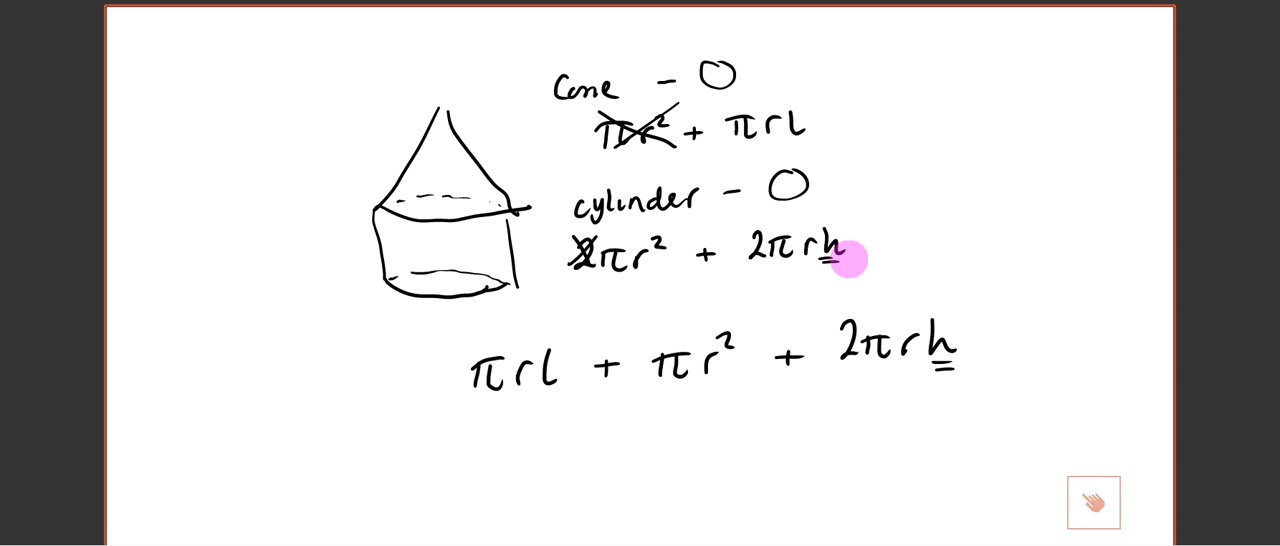 Cone - O
πr² + πrl
cylinder - O
2πr² + 2πrh
πrl + πr² + 2πrh